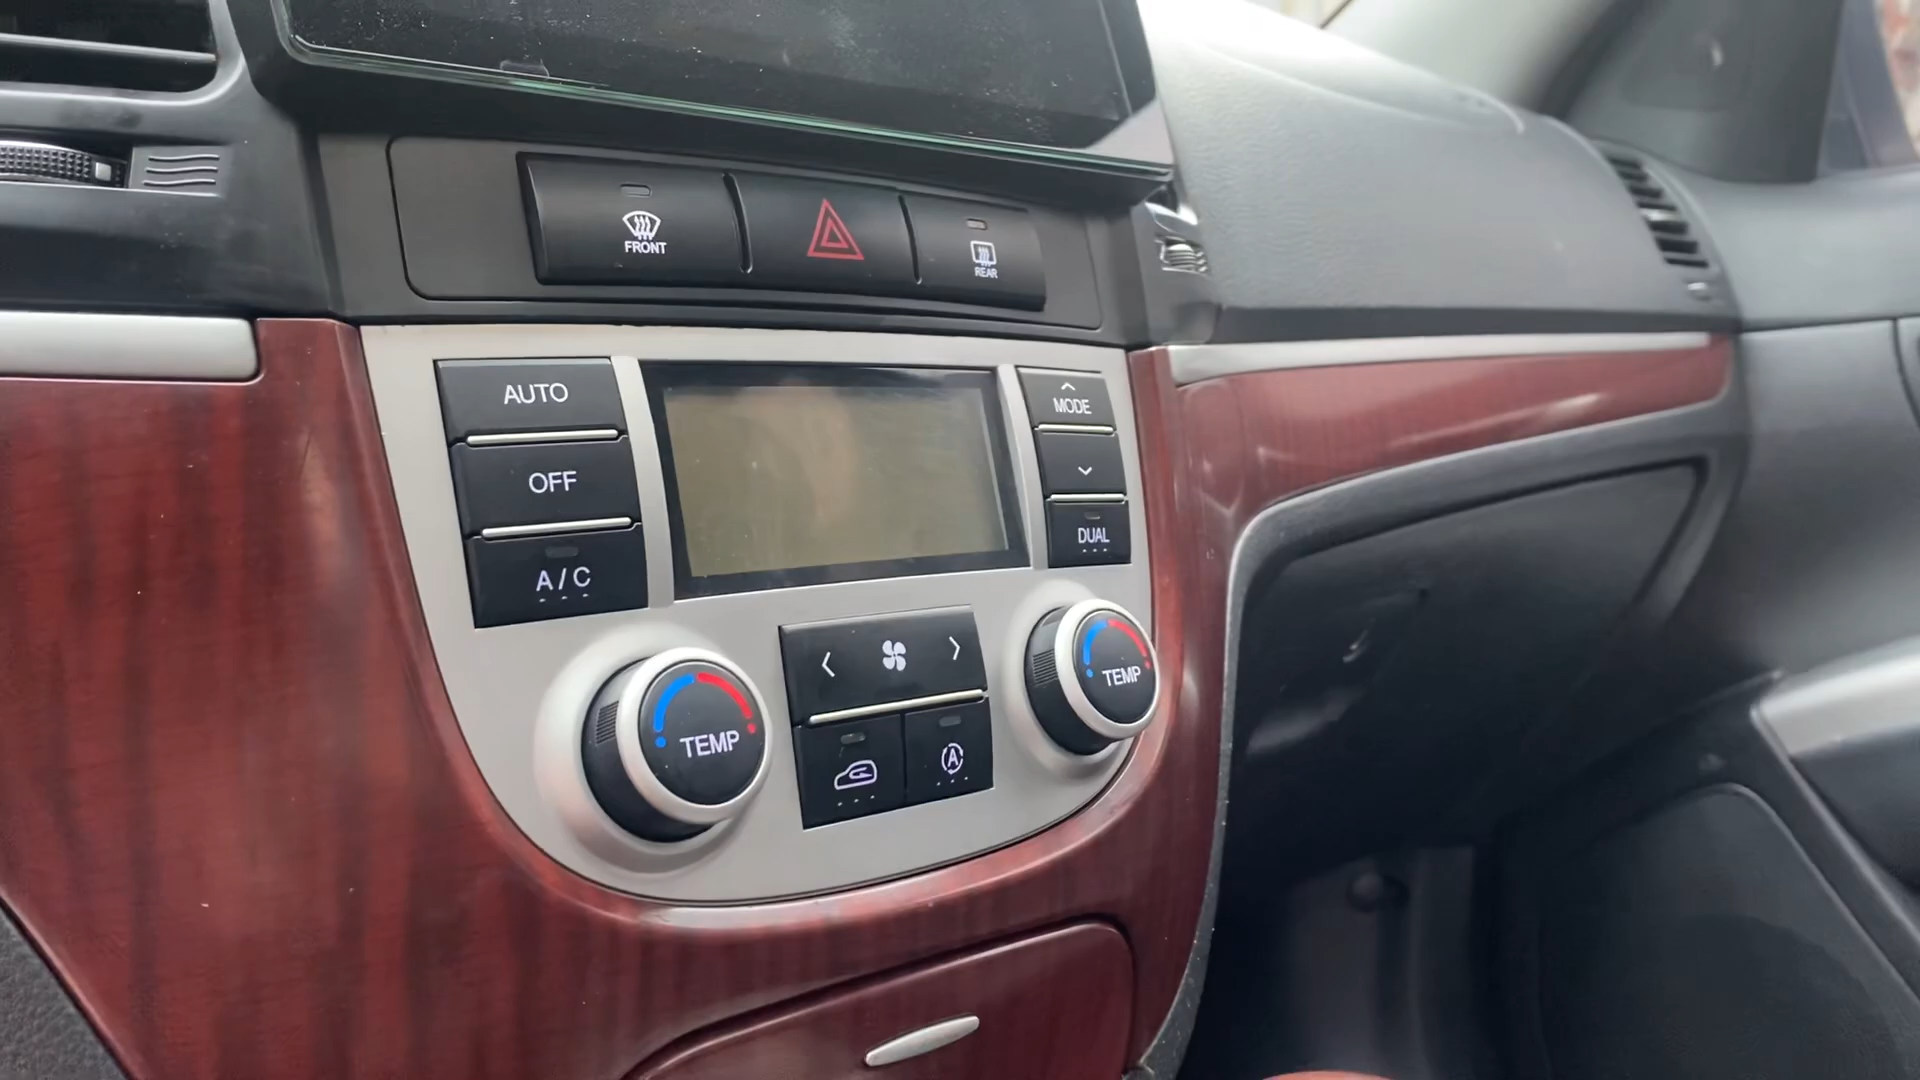 FRONT
REAR
AUTO
MODE
OFF
DUAL
A/C
TEMP
TEMP
A